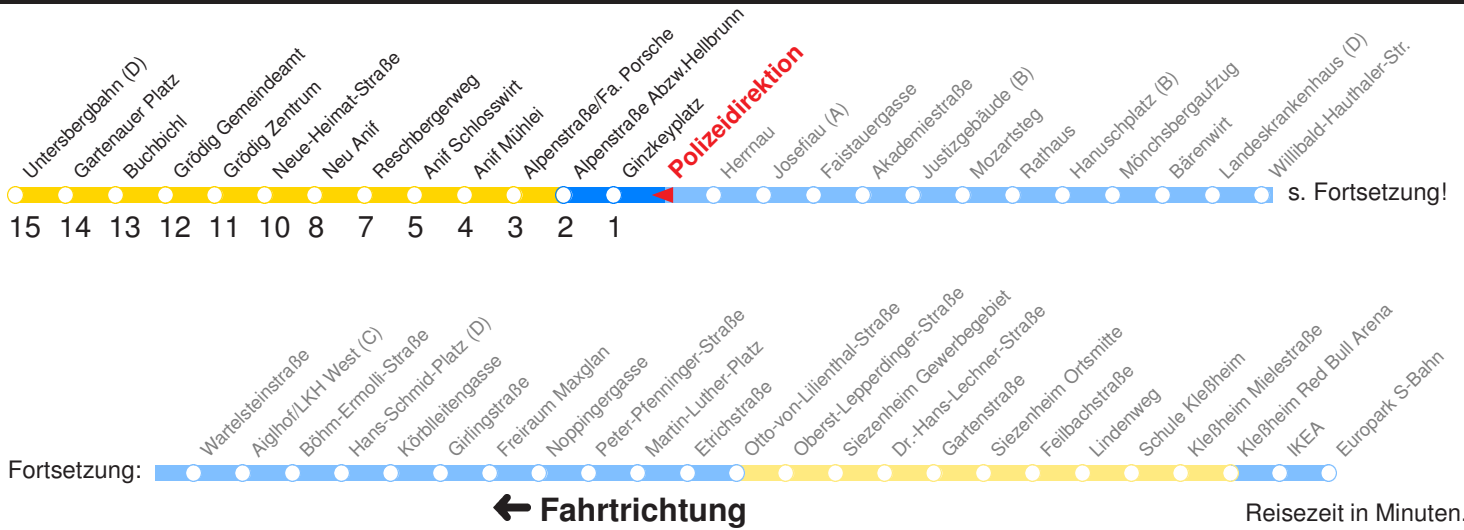 Untersbergbahn (D)
Gartenauer Platz
Buchbichl
Grödig Gemeindeamt
Grödig Zentrum
Neue-Heimat-Straße
Neu Anif
Reschbergerweg
Anif Schlosswirt
Anif Mühlei
Alpenstraße/Fa. Porsche
Alpenstraße Abzw.Hellbrunn
Ginzkeyplatz
Polizeidirektion
Herrnau
Josefiau (A)
Faistauergasse
Akademiestraße
Justizgebäude (B)
Mozartsteg
Rathaus
Hanuschplatz (B)
Mönchsbergaufzug
Bärenwirt
Landeskrankenhaus (D)
Willibald-Hauthaler-Str.
s. Fortsetzung!
15 14 13 12 11 10 8 7 5 4 3 2 1
Fortsetzung:
Wartelsteinstraße
Aiglhof/LKH West (C)
Böhm-Ermolli-Straße
Hans-Schmid-Platz (D)
Körblleitengasse
Girlingstraße
Freiraum Maxglan
Noppingergasse
Peter-Pfenninger-Straße
Martin-Luther-Platz
Etrichstraße
Otto-von-Lilienthal-Straße
Oberst-Lepperdinger-Straße
Siezenheim Gewerbegebiet
Dr.-Hans-Lechner-Straße
Gartenstraße
Siezenheim Ortsmitte
Feilbachstraße
Lindenweg
Schule Kleßheim
Kleßheim Mielestraße
Kleßheim Red Bull Arena
IKEA
Europark S-Bahn
← Fahrtrichtung
Reisezeit in Minuten.